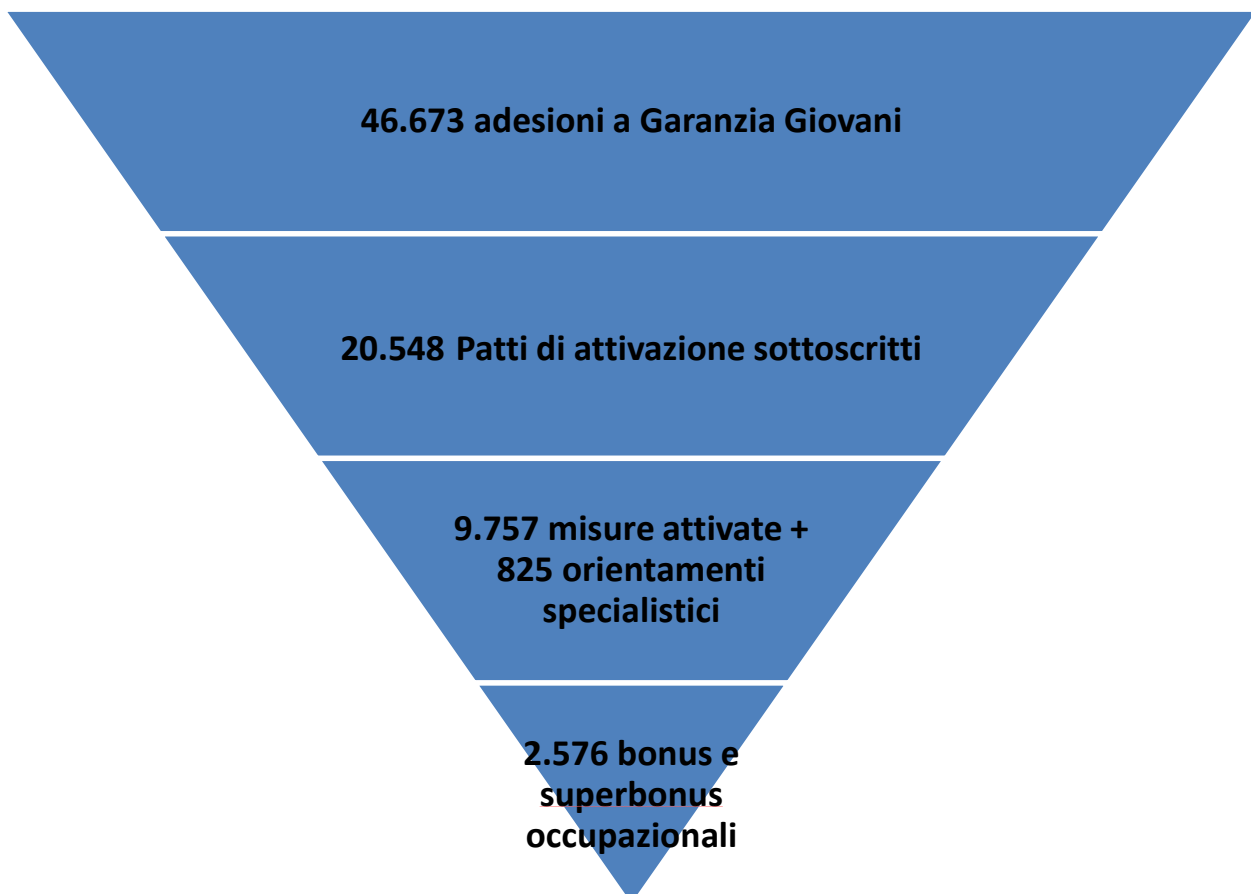 46.673 adesioni a Garanzia Giovani
20.548 Patti di attivazione sottoscritti
9.757 misure attivate +
825 orientamenti
specialistici
2.576 bonus e
superbonus
occupazionali